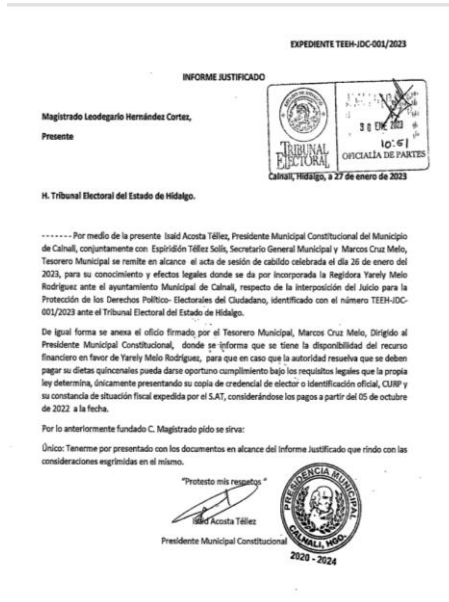 EXPEDIENTE TEEH-JDC-001/2023
INFORME JUSTIFICADO
Magistrado Leodegario Hernández Cortez,
Presente
30 ENE 2023
10:51
TRIBUNAL
ELECTORAL
OFICIALÍA DE PARTES
Calnali, Hidalgo, a 27 de enero de 2023
H. Tribunal Electoral del Estado de Hidalgo.
- - - - - - - Por medio de la presente Isaid Acosta Téllez, Presidente Municipal Constitucional del Municipio
de Calnali, conjuntamente con Espiridión Téllez Solís, Secretario General Municipal y Marcos Cruz Melo,
Tesorero Municipal se remite en alcance el acta de sesión de cabildo celebrada el día 26 de enero del
2023, para su conocimiento y efectos legales donde se da por incorporada la Regidora Yarely Melo
Rodríguez ante el ayuntamiento Municipal de Calnali, respecto de la interposición del Juicio para la
Protección de los Derechos Político- Electorales del Ciudadano, identificado con el número TEEH-JDC-
001/2023 ante el Tribunal Electoral del Estado de Hidalgo.
De igual forma se anexa el oficio firmado por el Tesorero Municipal, Marcos Cruz Melo, Dirigido al
Presidente Municipal Constitucional, donde se informa que se tiene la disponibilidad del recurso
financiero en favor de Yarely Melo Rodríguez, para que en caso que la autoridad resuelva que se deben
pagar su dietas quincenales pueda darse oportuno cumplimiento bajo los requisitos legales que la propia
ley determina, únicamente presentando su copia de credencial de elector o identificación oficial, CURP y
su constancia de situación fiscal expedida por el S.AT, considerándose los pagos a partir del 05 de octubre
de 2022 a la fecha.
Por lo anteriormente fundado C. Magistrado pido se sirva:
Único: Tenerme por presentado con los documentos en alcance del Informe Justificado que rindo con las
consideraciones esgrimidas en el mismo.
"Protesto mis respetos "
Isaid Acosta Téllez
Presidente Municipal Constitucional
PRESIDENCIA MUNICIPAL
CALNALI, HGO.
2020 - 2024